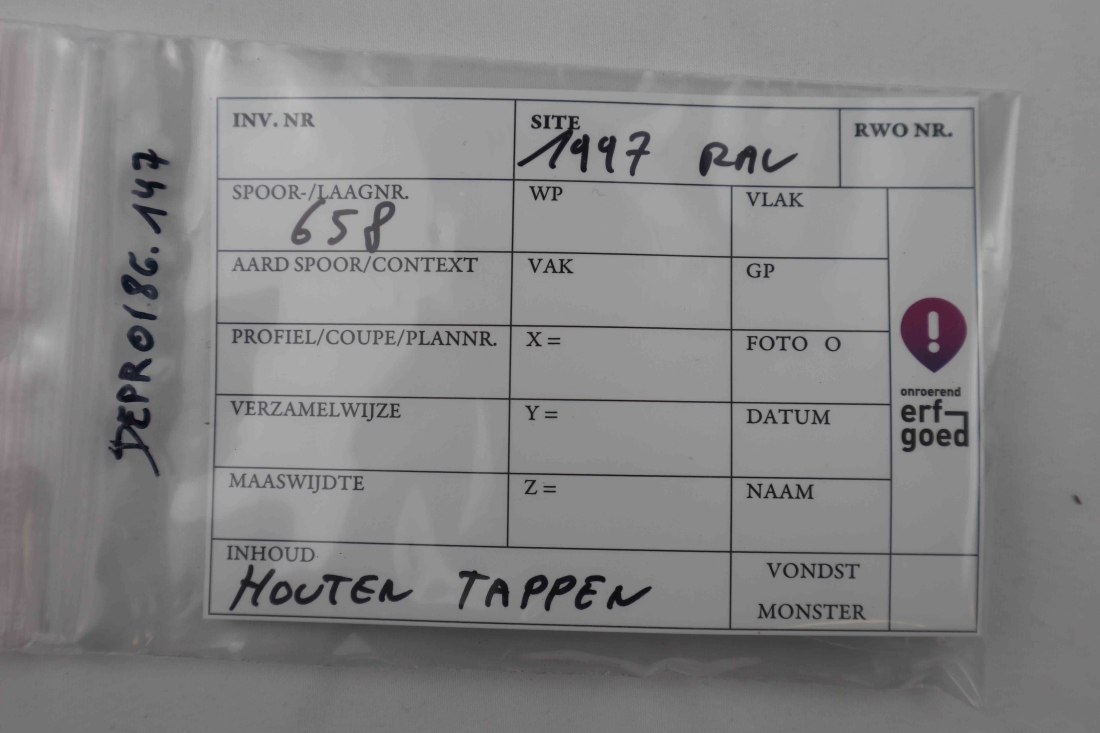 DEPRO186.147
INV. NR
SITE
1997 RAV
RWO NR.
SPOOR-/LAAGNR.
658
WP
VLAK
AARD SPOOR/CONTEXT
VAK
GP
PROFIEL/COUPE/PLANNR.
X =
FOTO O
VERZAMELWIJZE
Y =
DATUM
MAASWIJDTE
Z =
NAAM
onroerend
erf-
goed
INHOUD
HOUTEN TAPPEN
VONDST
MONSTER